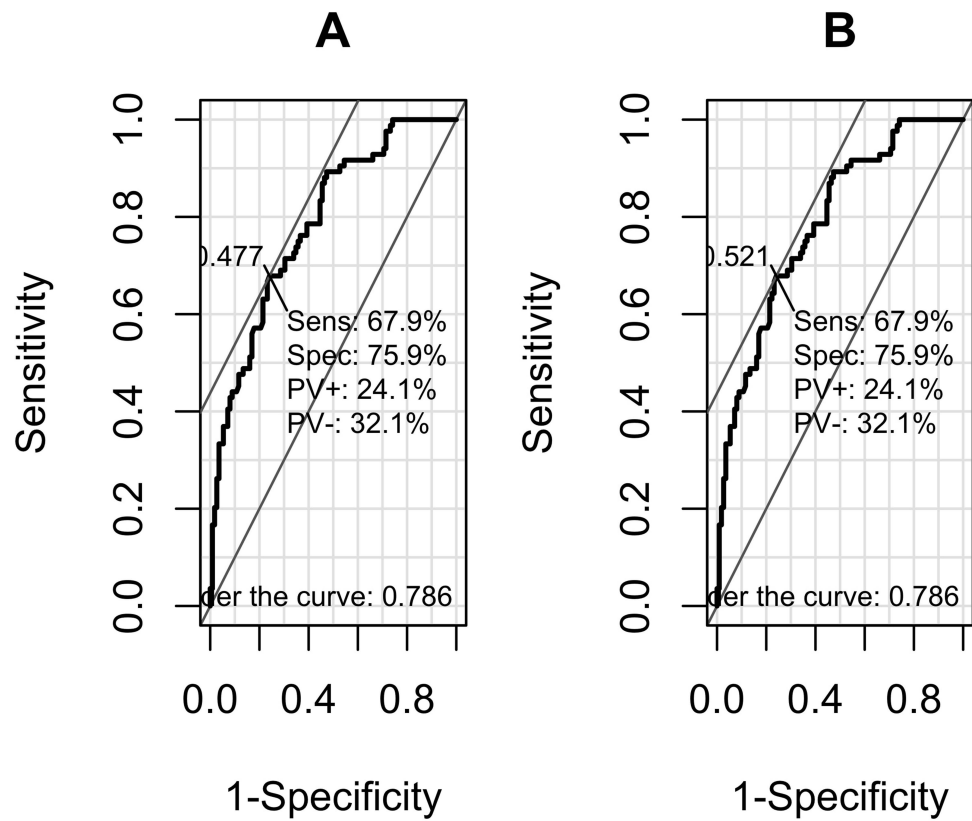 A
Sensitivity
1.0
0.8
0.6
0.4
0.2
0.0
0.477
Sens: 67.9%
Spec: 75.9%
PV+: 24.1%
PV-: 32.1%
der the curve: 0.786
0.0 0.4 0.8
1-Specificity
B
Sensitivity
1.0
0.8
0.6
0.4
0.2
0.0
0.521
Sens: 67.9%
Spec: 75.9%
PV+: 24.1%
PV-: 32.1%
der the curve: 0.786
0.0 0.4 0.8
1-Specificity